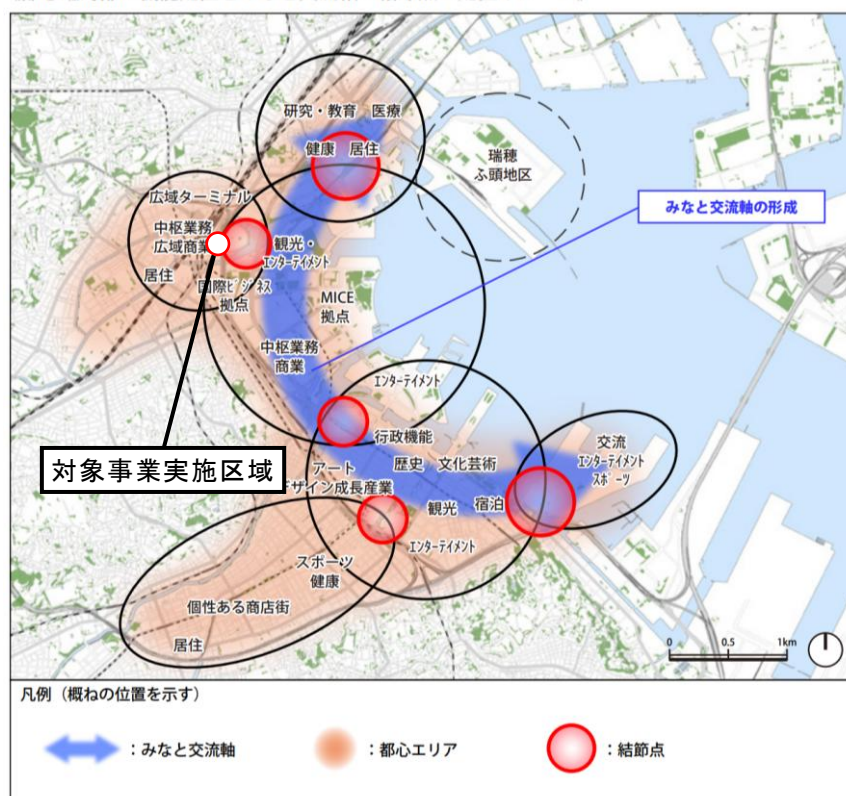 研究・教育 医療
健康 居住
瑞穂
ふ頭地区
広域ターミナル
みなと交流軸の形成
中枢業務
広域商業
観光・
エンターテイメント
居住
国際ビジネス
拠点
MICE
拠点
中枢業務
商業
エンターテイメント
行政機能
対象事業実施区域
アート
デザイン成長産業
歴史 文化芸術
交流
エンターテイメント
スポーツ
観光
宿泊
エンターテイメント
スポーツ
健康
個性ある商店街
居住
0 0.5 1km
凡例(概ねの位置を示す)
:みなと交流軸
:都心エリア
:結節点